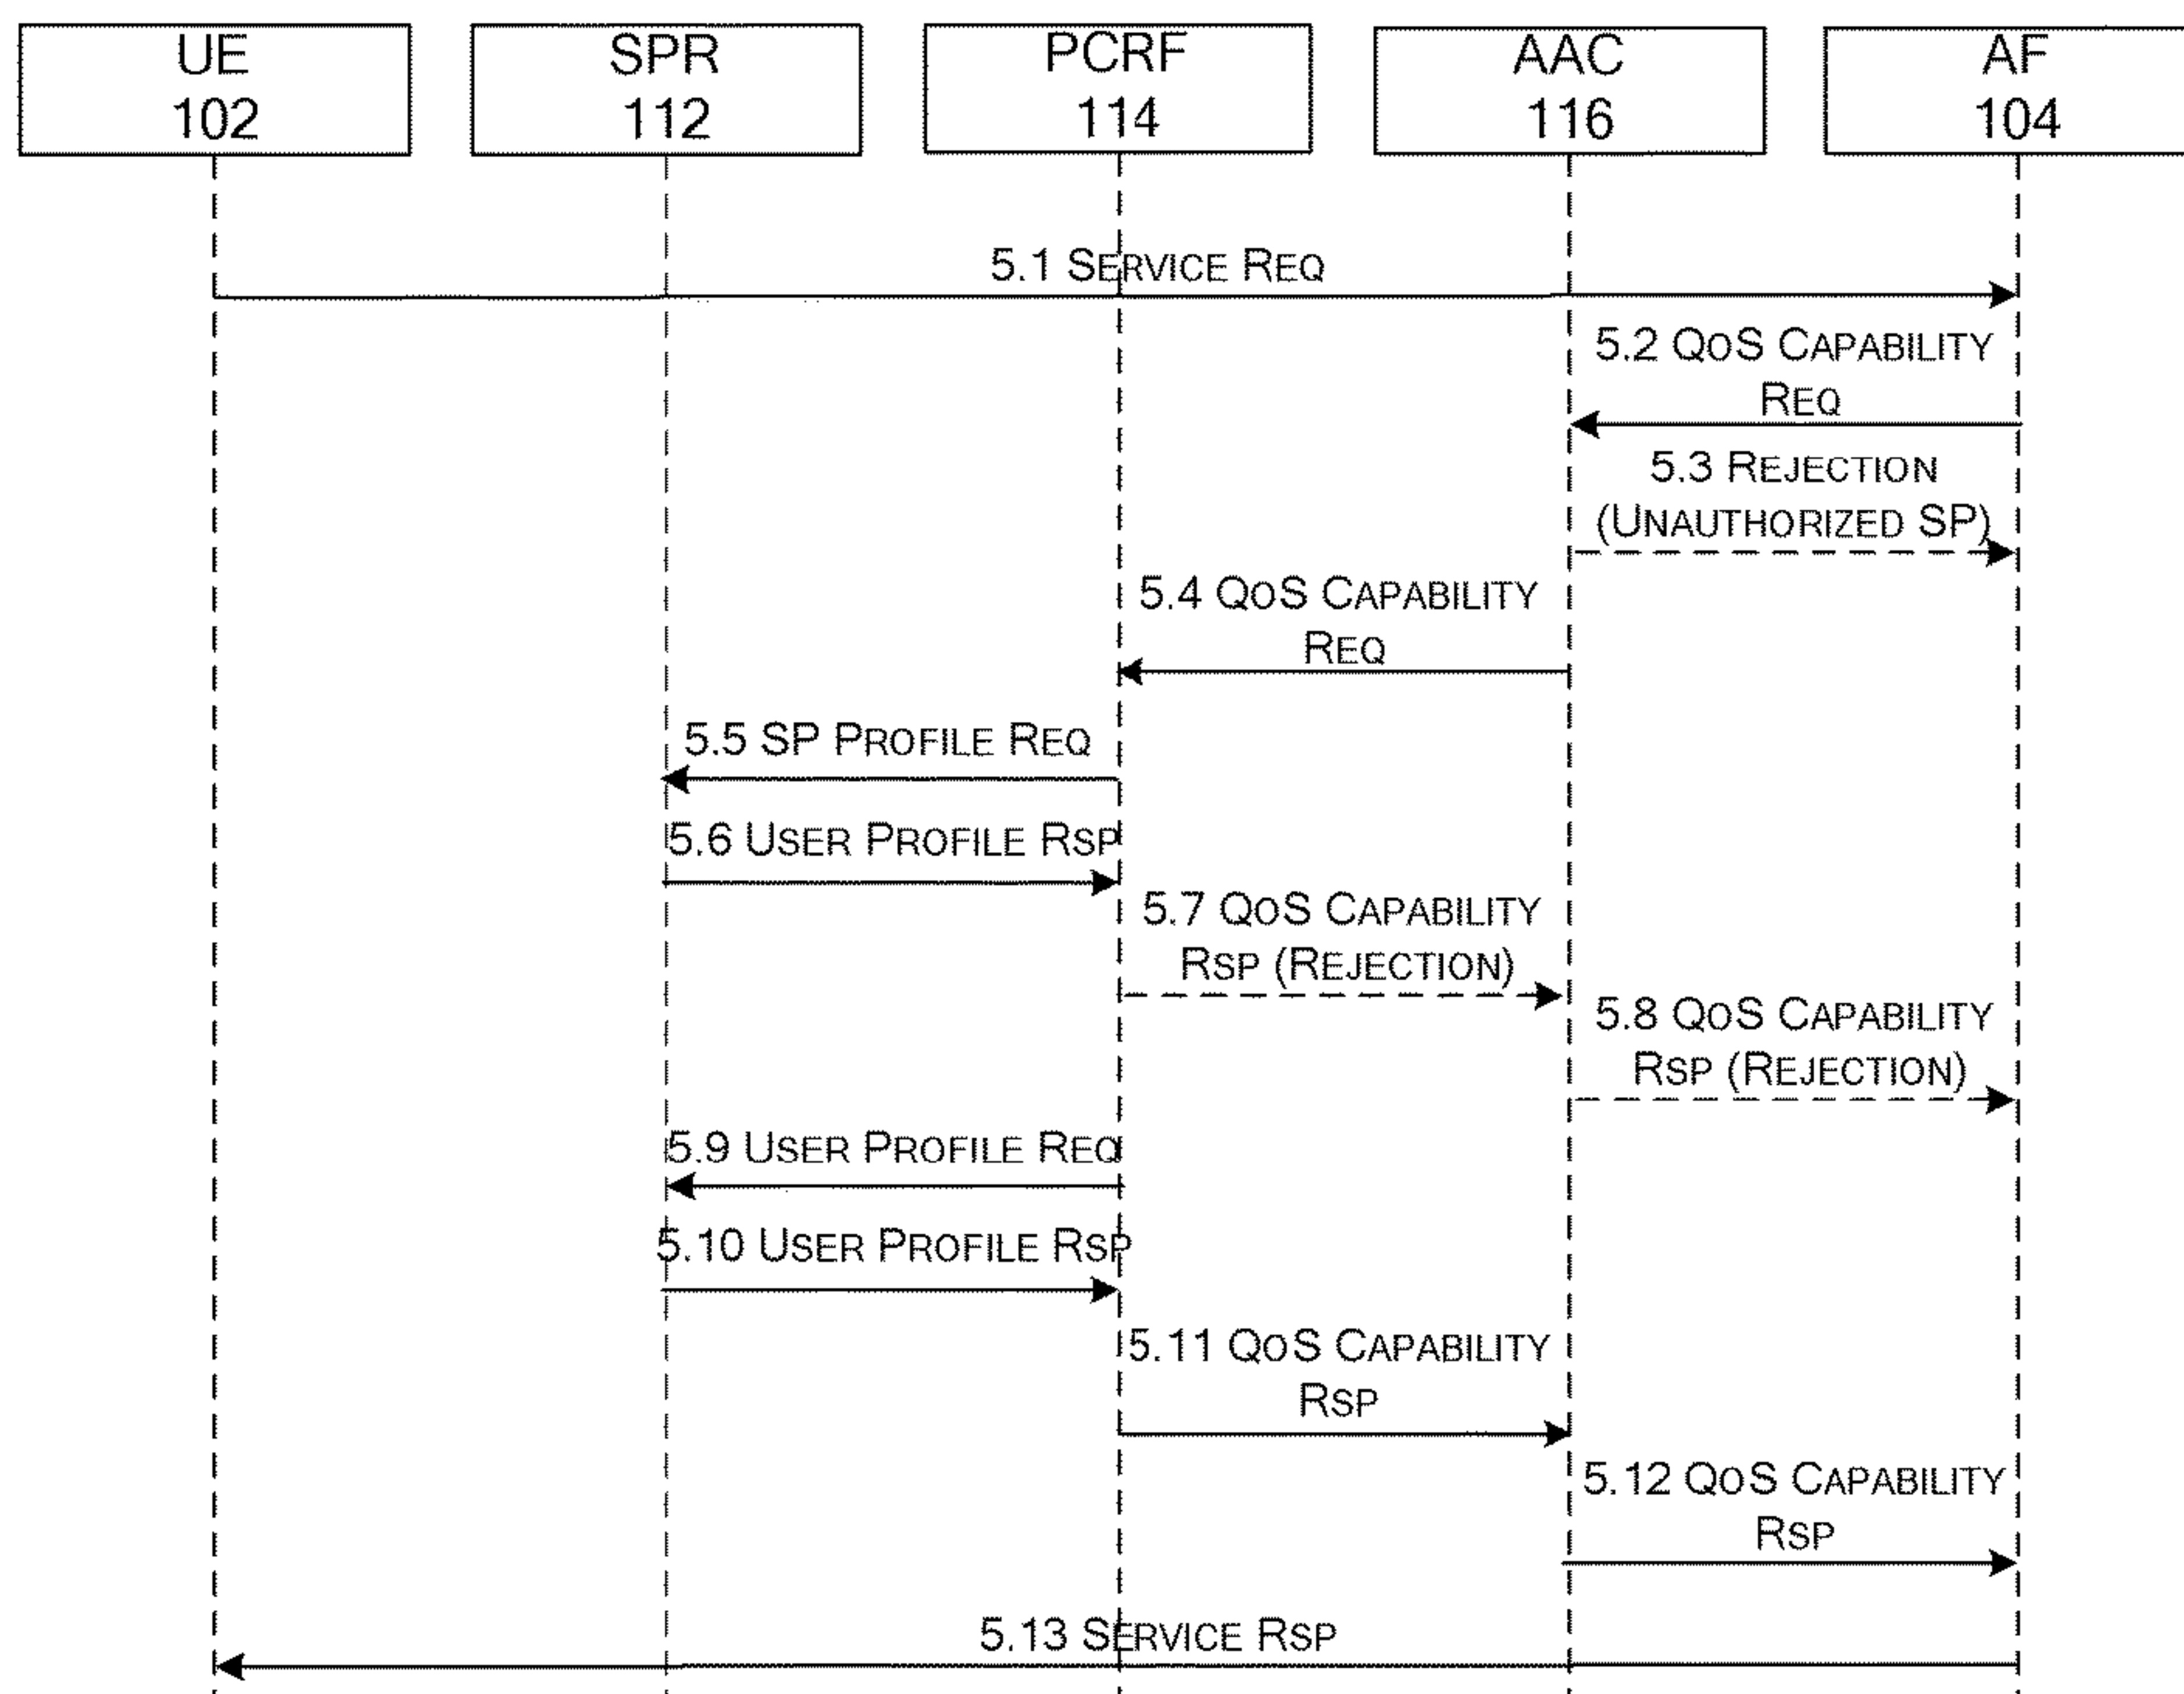 UE
102
SPR
112
PCRF
114
AAC
116
AF
104
5.1 SERVICE REQ
5.2 QOS CAPABILITY
REQ
5.3 REJECTION
(UNAUTHORIZED SP)
5.4 QOS CAPABILITY
REQ
5.5 SP PROFILE REQ
5.6 USER PROFILE RSP
5.7 QOS CAPABILITY
RSP (REJECTION)
5.8 QOS CAPABILITY
RSP (REJECTION)
5.9 USER PROFILE REQ
5.10 USER PROFILE RSP
5.11 QOS CAPABILITY
RSP
5.12 QOS CAPABILITY
RSP
5.13 SERVICE RSP